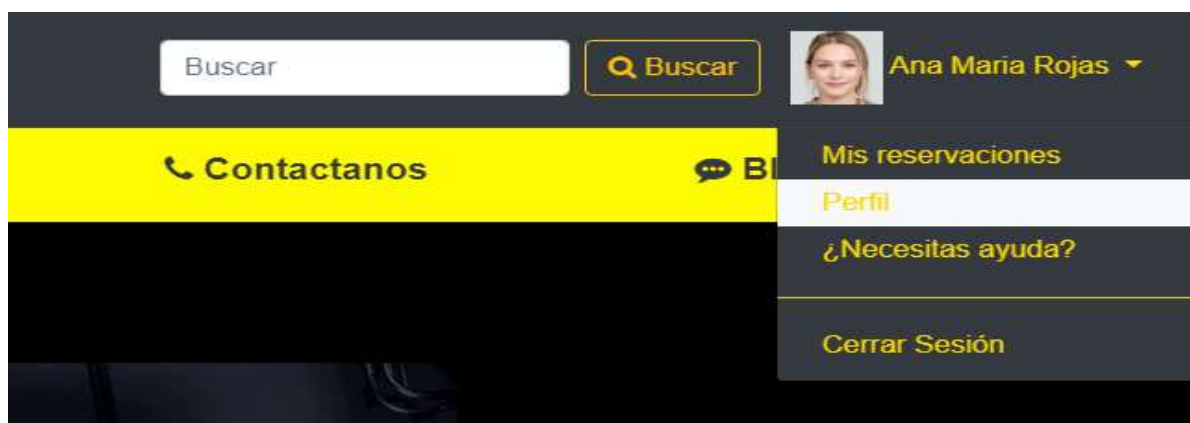 Buscar
Buscar
Ana Maria Rojas
Contactanos
Mis reservaciones
Perfil
¿Necesitas ayuda?
Cerrar Sesión